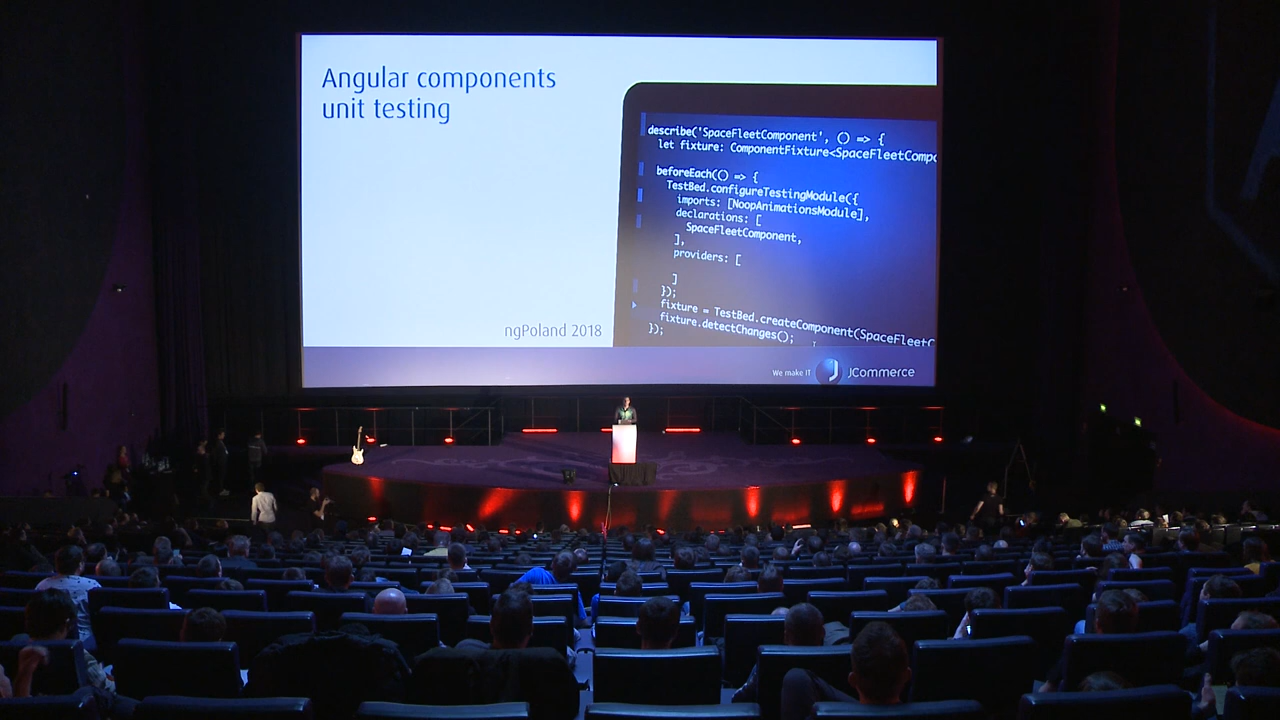 Angular components
unit testing
describe('SpaceFleetComponent', () => {
let fixture: ComponentFixture<SpaceFleetCompo
beforeEach(() => {
TestBed.configureTestingModule({
imports: [NoopAnimationsModule],
declarations: [
SpaceFleetComponent,
],
providers: [
]
});
fixture = TestBed.createComponent(SpaceFleetC
fixture.detectChanges();
});
ngPoland 2018
We make IT
JCommerce